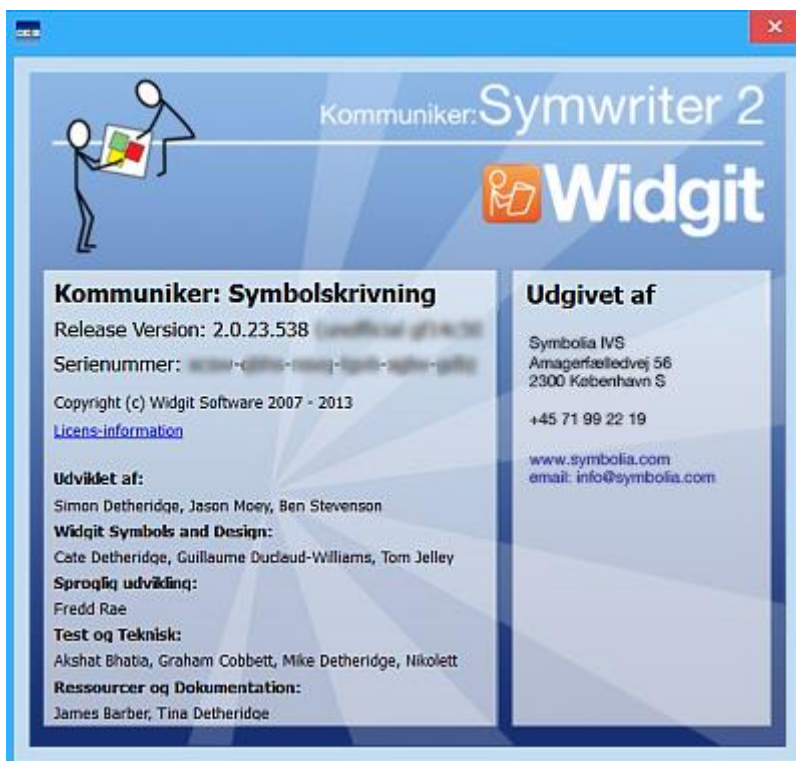 Kommuniker: Symwriter 2
Widgit
Kommuniker: Symbolskrivning
Release Version: 2.0.23.538
Serienummer:
Copyright (c) Widgit Software 2007 - 2013
Licens-information
Udviklet af:
Simon Detheridge, Jason Moey, Ben Stevenson
Widgit Symbols and Design:
Cate Detheridge, Guillaume Duclaud-Williams, Tom Jelley
Sproglig udvikling:
Fredd Rae
Test og Teknisk:
Akshat Bhatia, Graham Cobbett, Mike Detheridge, Nikolett
Ressourcer og Dokumentation:
James Barber, Tina Detheridge
Udgivet af
Symbolia IVS
Amagerfælledvej 56
2300 København S
+45 71 99 22 19
www.symbolia.com
email: info@symbolia.com